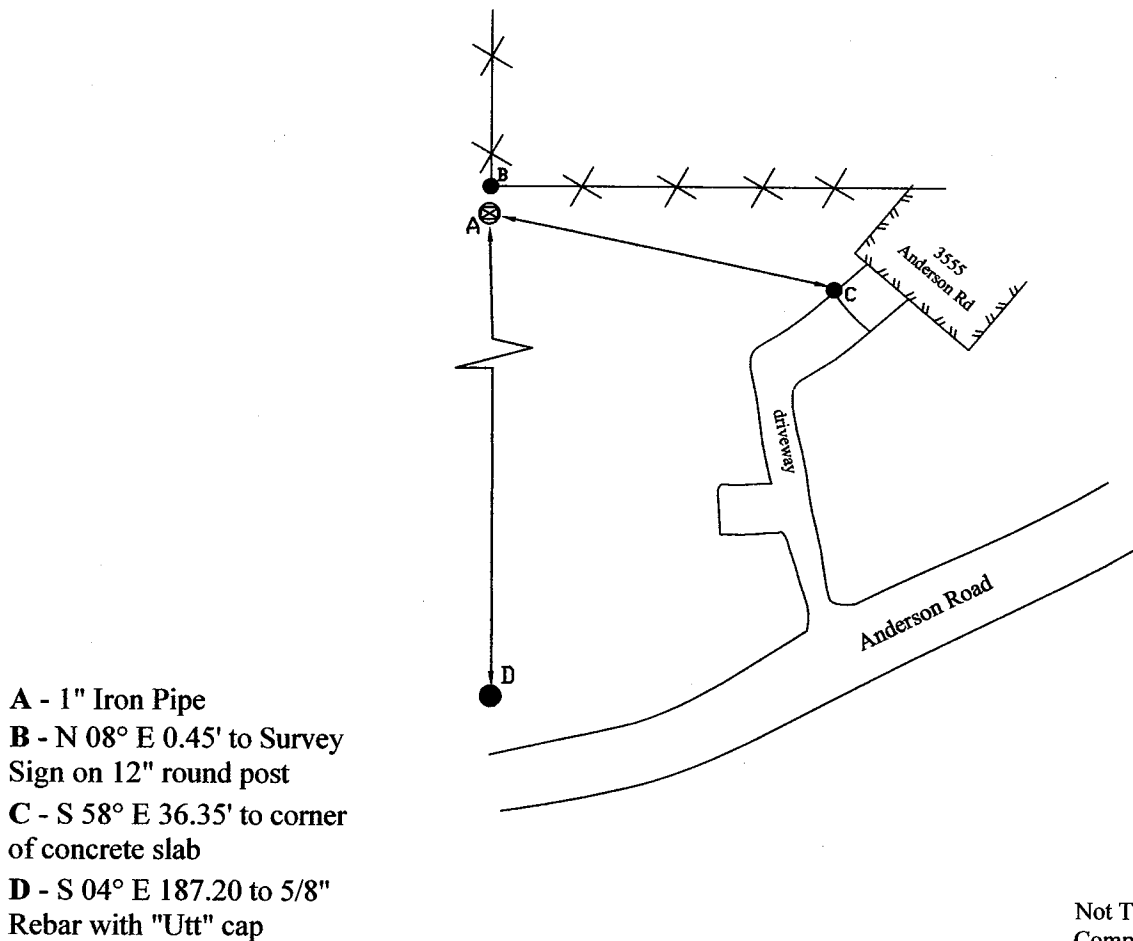 B
A
C
3555
Anderson Rd
driveway
Anderson Road
D
A - 1" Iron Pipe
B - N 08° E 0.45' to Survey
Sign on 12" round post
C - S 58° E 36.35' to corner
of concrete slab
D - S 04° E 187.20 to 5/8"
Rebar with "Utt" cap
Not